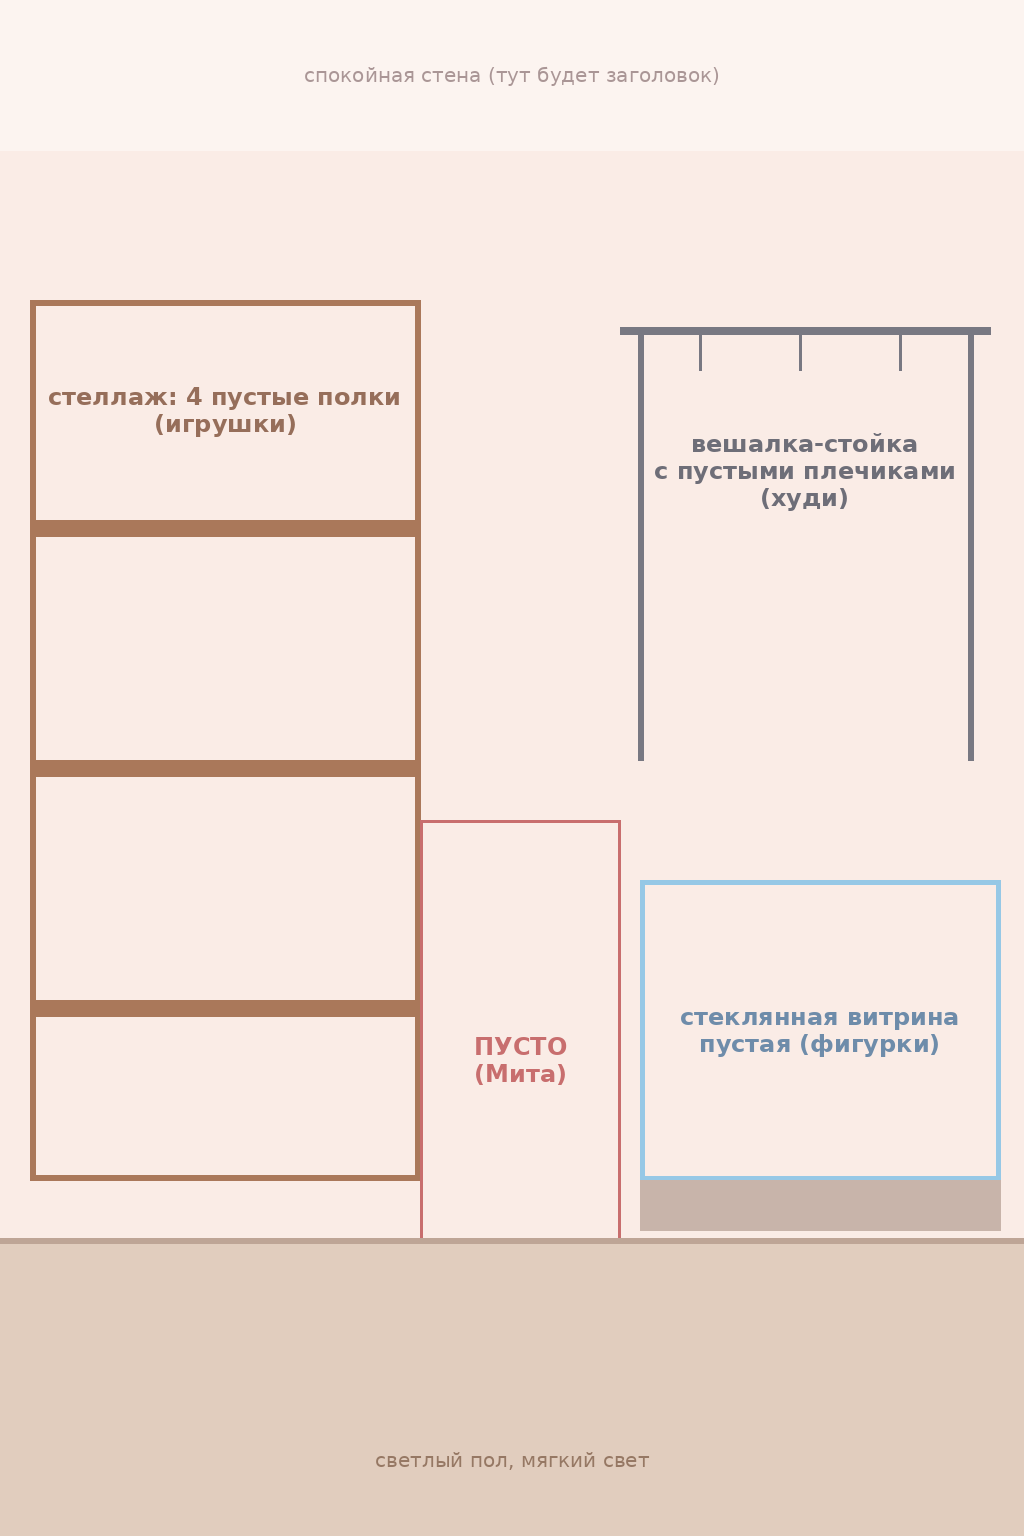 спокойная стена (тут будет заголовок)
стеллаж: 4 пустые полки
(игрушки)
вешалка-стойка
с пустыми плечиками
(худи)
стеклянная витрина
пустая (фигурки)
ПУСТО
(Мита)
светлый пол, мягкий свет